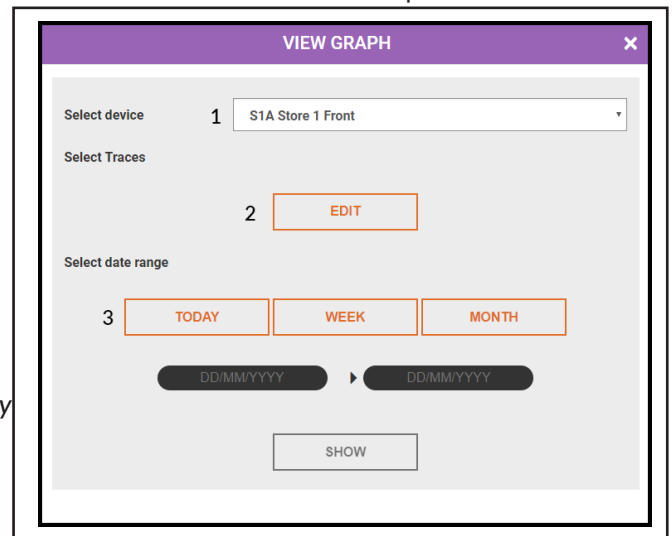 VIEW GRAPH ×
Select device 1 S1A Store 1 Front
Select Traces
2 EDIT
Select date range
3 TODAY WEEK MONTH
DD/MM/YYYY DD/MM/YYYY
y
SHOW